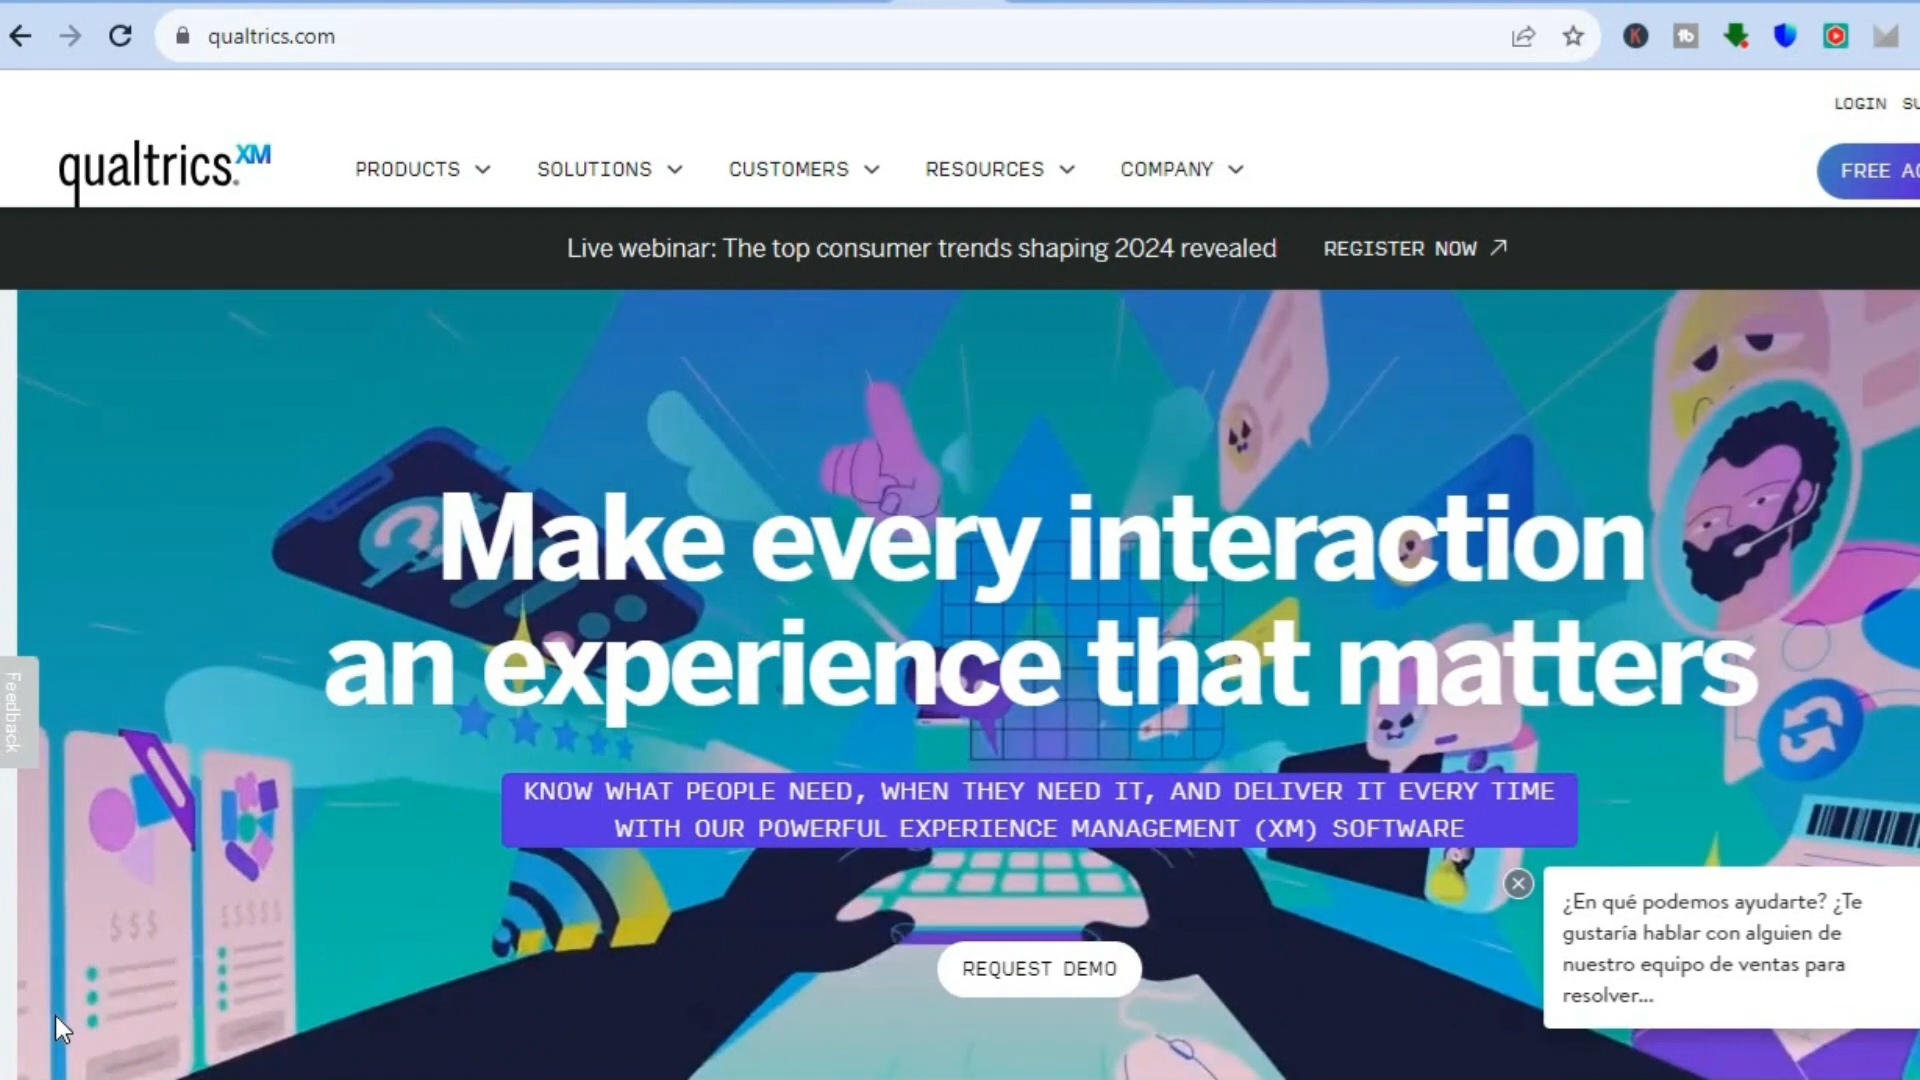 qualtrics.com
LOGIN
qualtrics.XM
PRODUCTS
SOLUTIONS
CUSTOMERS
RESOURCES
COMPANY
FREE
Live webinar: The top consumer trends shaping 2024 revealed
REGISTER NOW
Make every interaction
an experience that matters
Feedback
KNOW WHAT PEOPLE NEED, WHEN THEY NEED IT, AND DELIVER IT EVERY TIME
WITH OUR POWERFUL EXPERIENCE MANAGEMENT (XM) SOFTWARE
$$$
$$$$$
REQUEST DEMO
¿En qué podemos ayudarte? ¿Te
gustaría hablar con alguien de
nuestro equipo de ventas para
resolver...